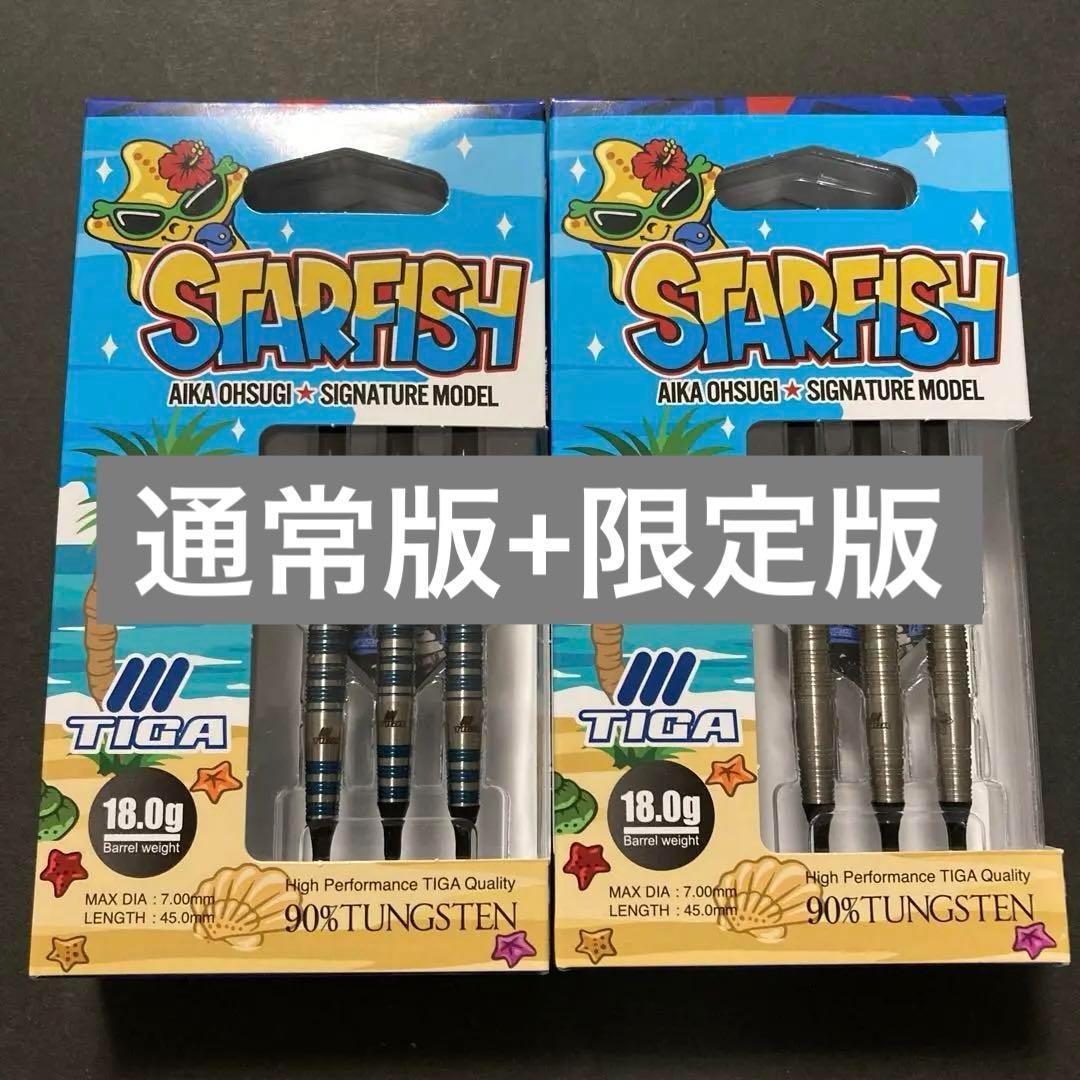 STARFISH
AIKA OHSUGI ★ SIGNATURE MODEL
STARFISH
AIKA OHSUGI ★ SIGNATURE MODEL
通常版+限定版
TIGA
18.0g
Barrel weight
MAX DIA : 7.00mm
LENGTH : 45.0mm
High Performance TIGA Quality
90%TUNGSTEN
TIGA
18.0g
Barrel weight
MAX DIA : 7.00mm
LENGTH : 45.0mm
High Performance TIGA Quality
90%TUNGSTEN